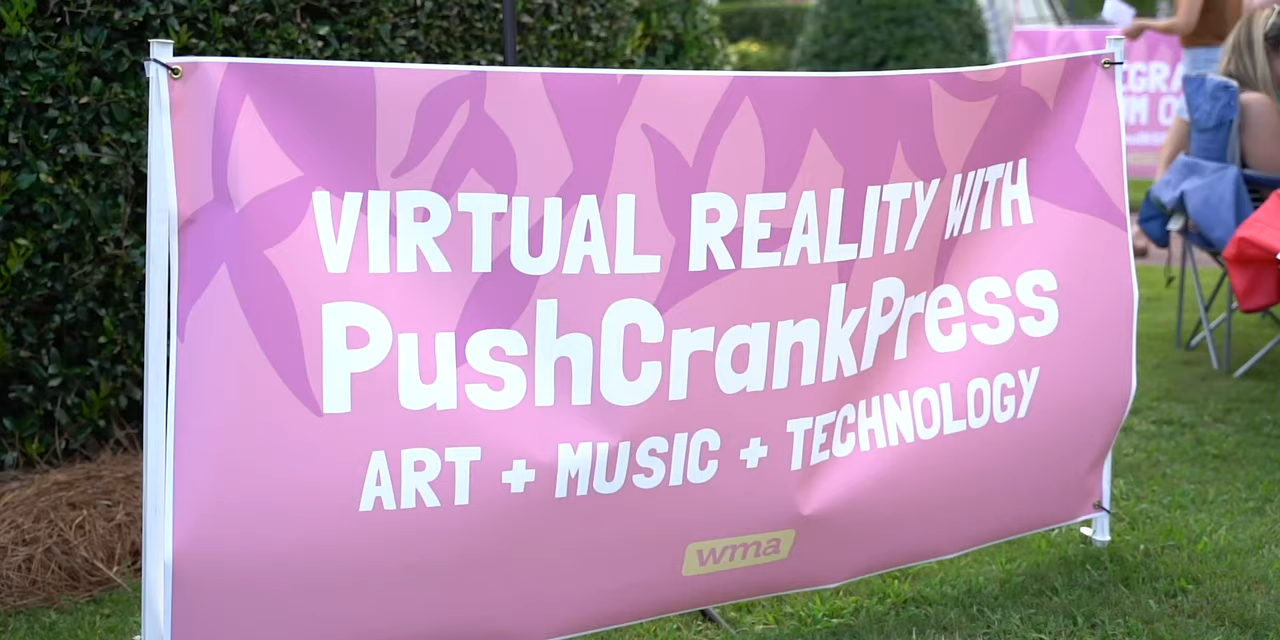 VIRTUAL REALITY WITH
PushCrankPress
ART + MUSIC + TECHNOLOGY
wma